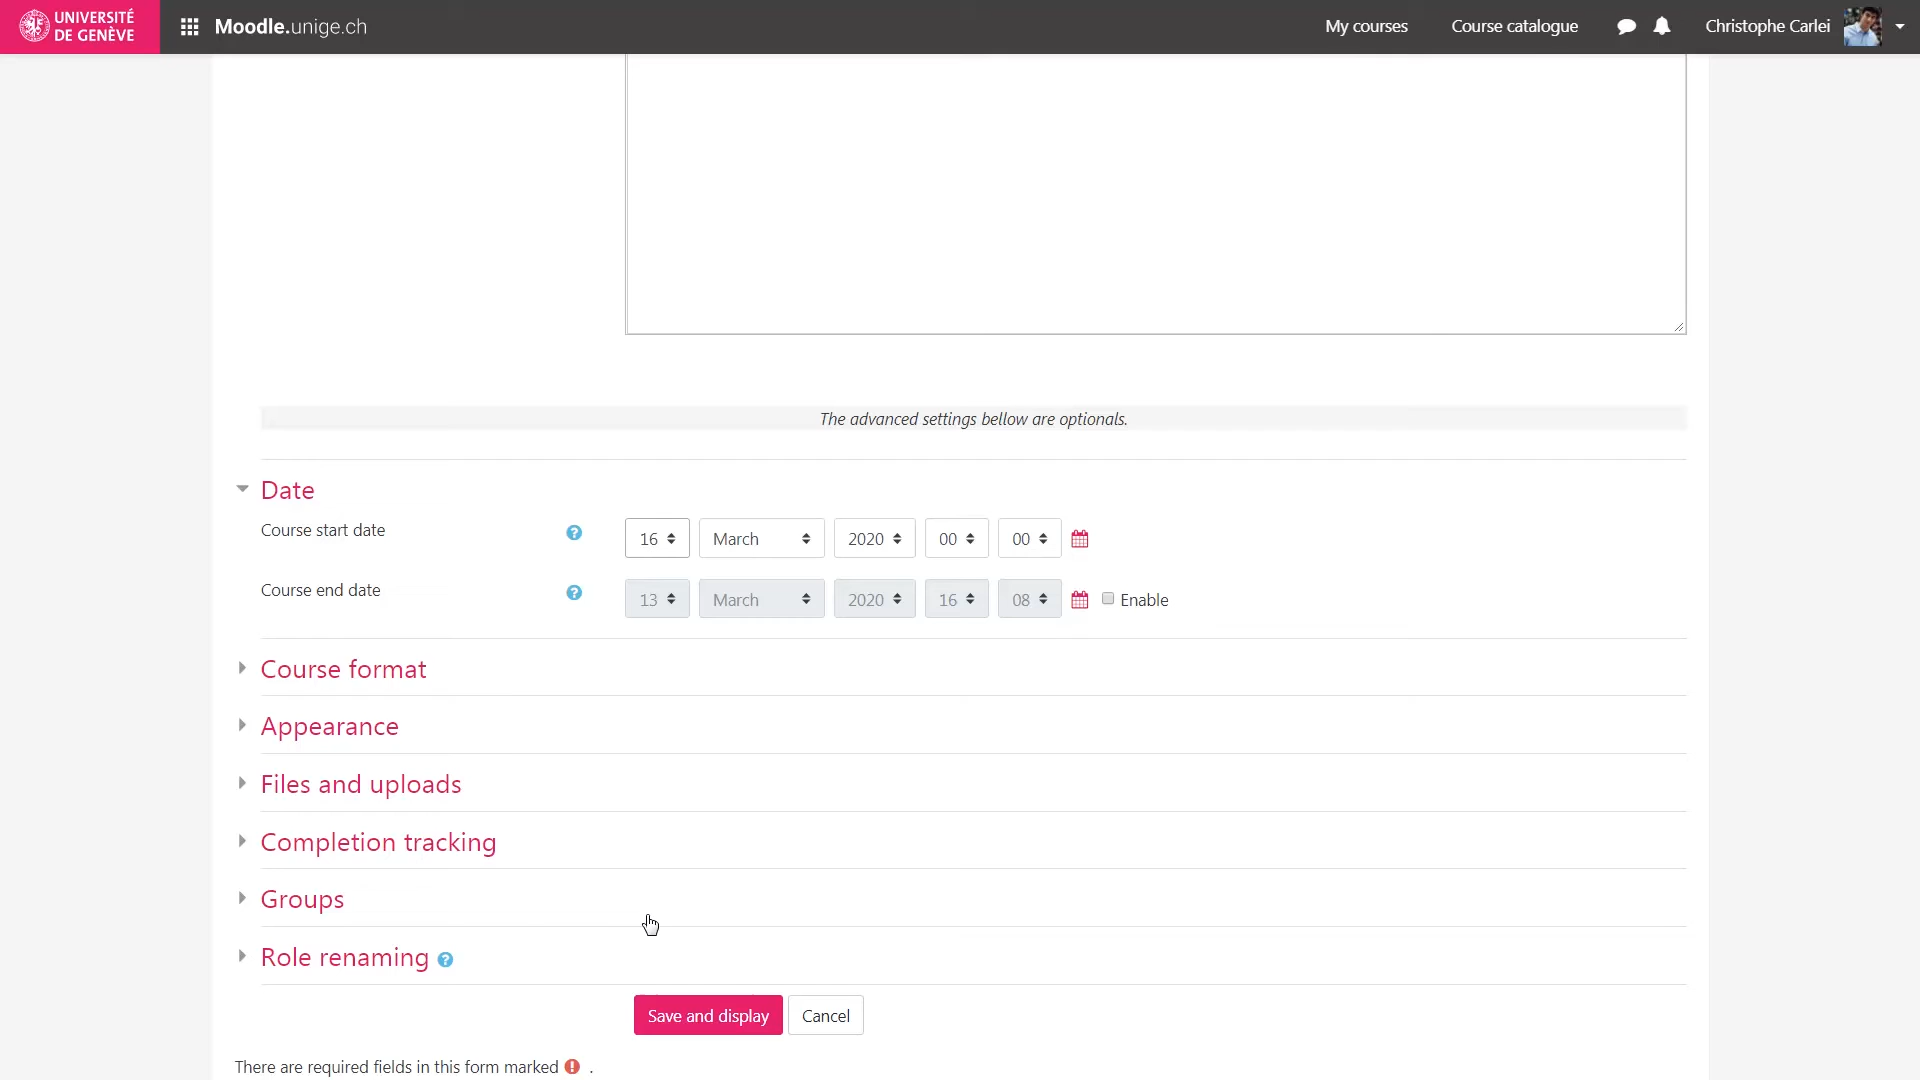 UNIVERSITÉ
DE GENÈVE
Moodle.unige.ch
My courses
Course catalogue
Christophe Carlei
The advanced settings bellow are optionals.
Date
Course start date
16 March 2020 00 00
Course end date
13 March 2020 16 08 Enable
Course format
Appearance
Files and uploads
Completion tracking
Groups
Role renaming
Save and display
Cancel
There are required fields in this form marked .